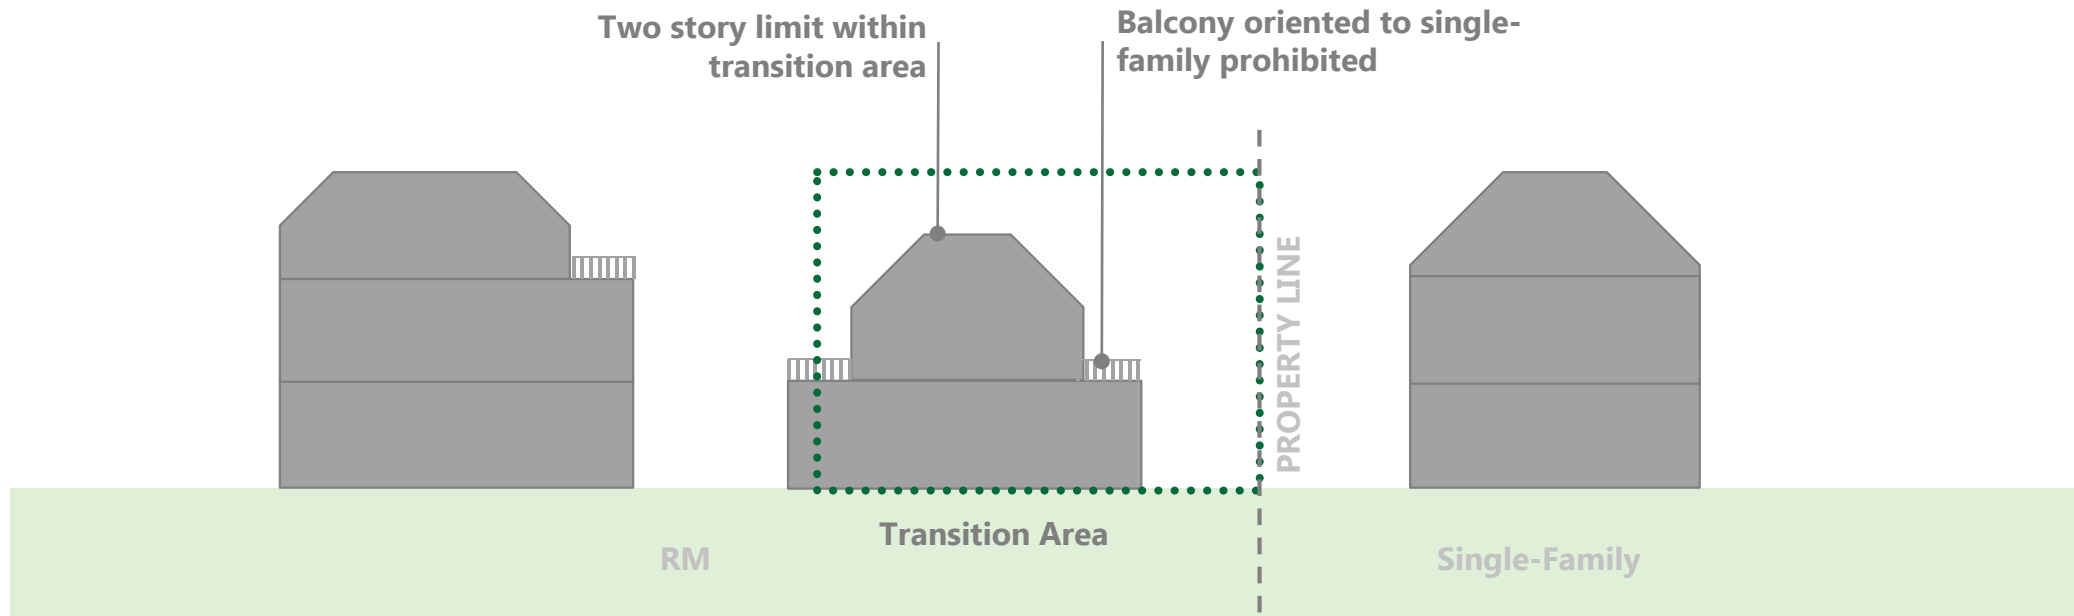 Two story limit within
transition area
Balcony oriented to single-
family prohibited
PROPERTY LINE
Transition Area
RM
Single-Family